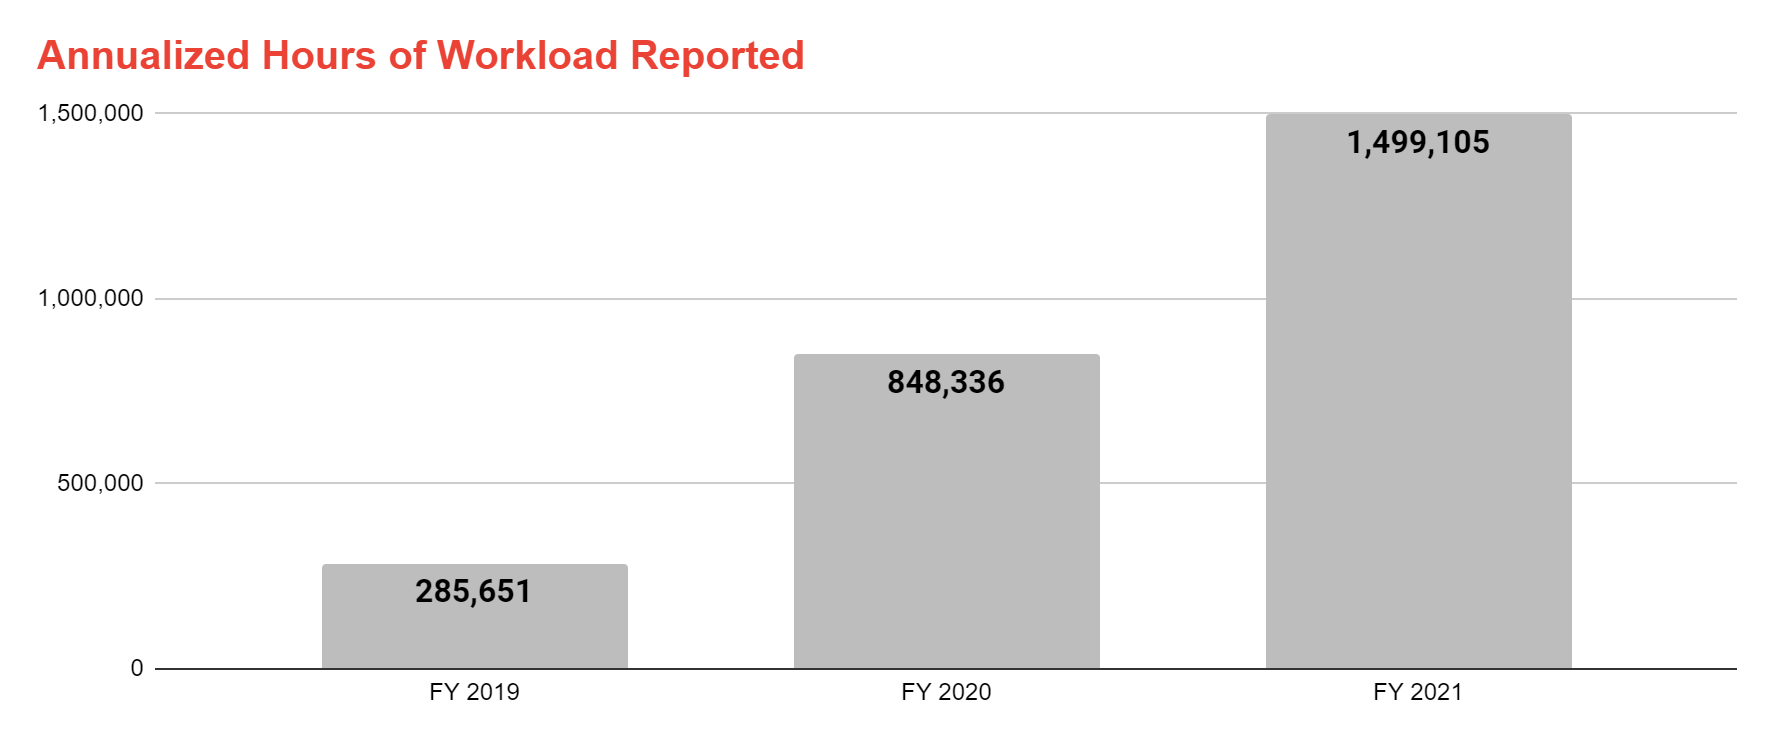 Annualized Hours of Workload Reported
1,500,000
1,499,105
1,000,000
848,336
500,000
285,651
0
FY 2019
FY 2020
FY 2021